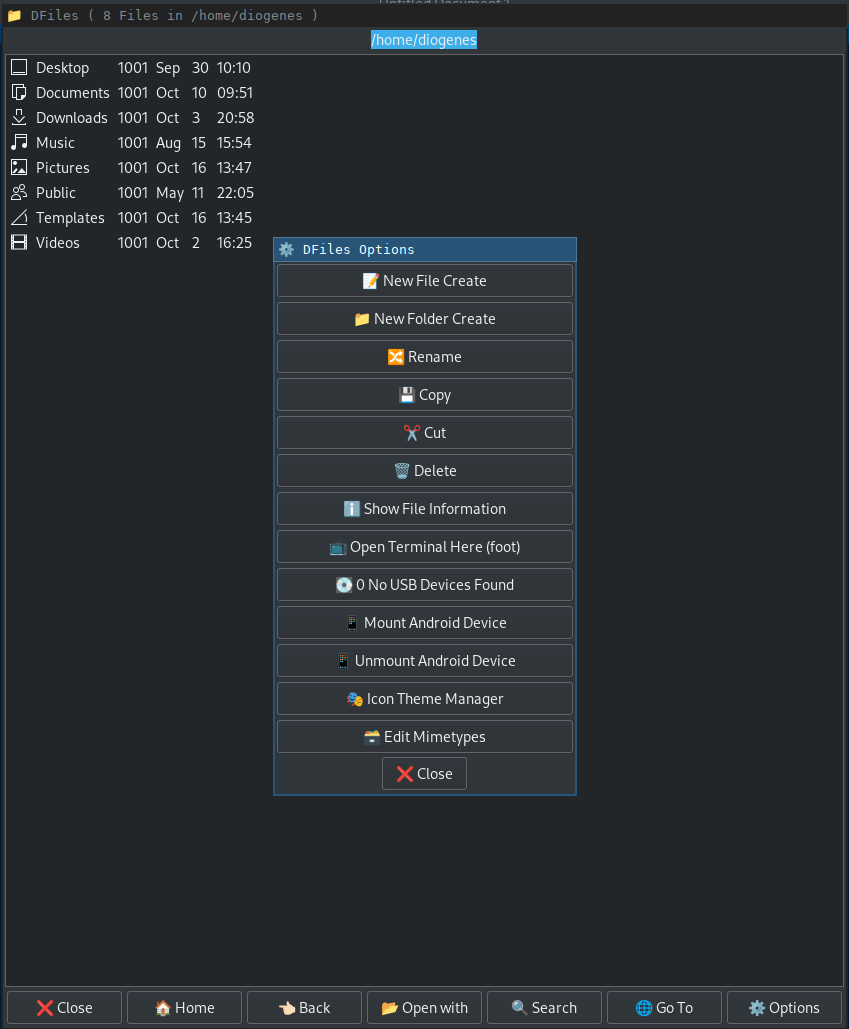 Untitled Document 1
DFiles ( 8 Files in /home/diogenes )
/home/diogenes
Desktop 1001 Sep 30 10:10
Documents 1001 Oct 10 09:51
Downloads 1001 Oct 3 20:58
Music 1001 Aug 15 15:54
Pictures 1001 Oct 16 13:47
Public 1001 May 11 22:05
Templates 1001 Oct 16 13:45
Videos 1001 Oct 2 16:25
DFiles Options
New File Create
New Folder Create
Rename
Copy
Cut
Delete
Show File Information
Open Terminal Here (foot)
0 No USB Devices Found
Mount Android Device
Unmount Android Device
Icon Theme Manager
Edit Mimetypes
Close
Close Home Back Open with Search Go To Options